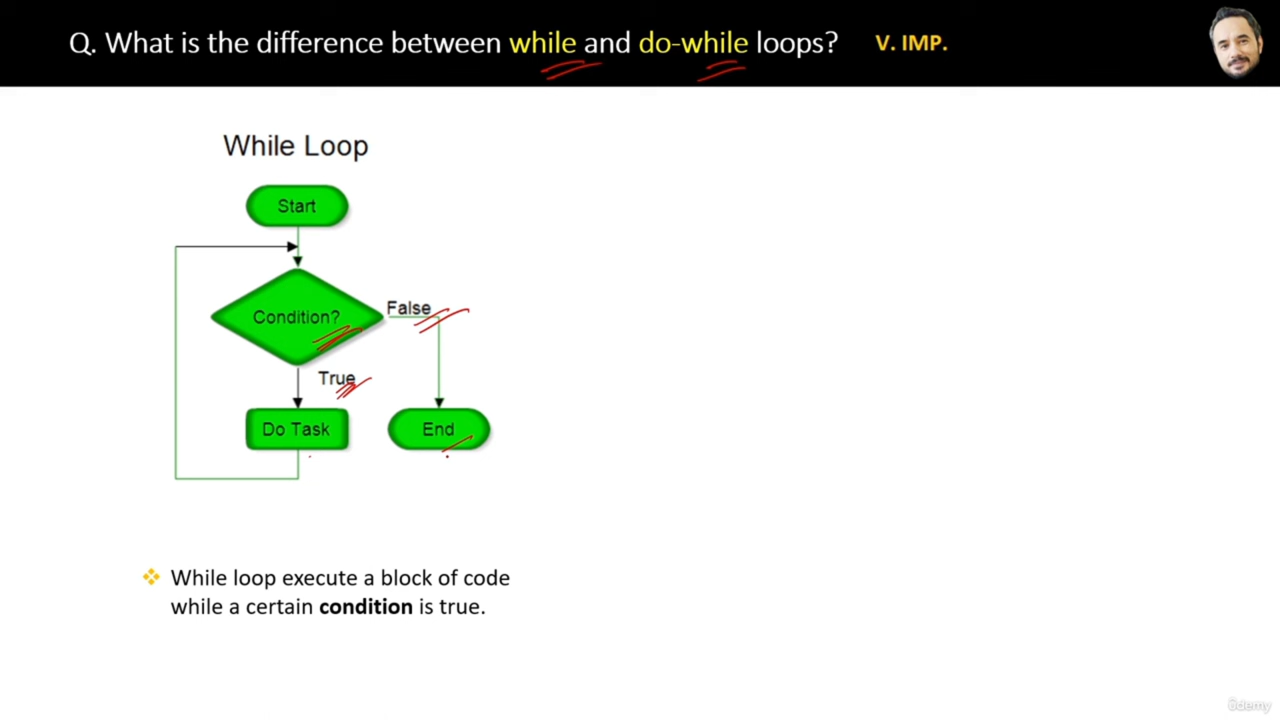 Q. What is the difference between while and do-while loops? V. IMP.
While Loop
Start
Condition?
False
True
Do Task
End
❖ While loop execute a block of code
while a certain condition is true.
ûdemy